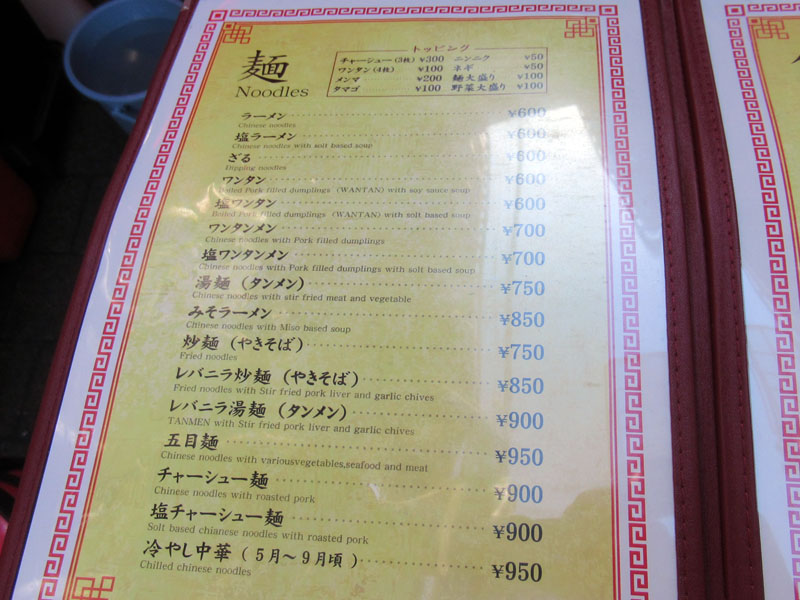 麺
Noodles
トッピング
チャーシュー(5枚) ¥300 ニンニク ¥50
ワンタン(4枚) ¥100 ネギ ¥50
メンマ ¥200 麺大盛り ¥100
タマゴ ¥100 野菜大盛り ¥100
ラーメン ¥600
Chinese noodles
塩ラーメン ¥600
Chinese noodles with solt based soup
ざる ¥600
Dipping noodles
ワンタン ¥600
Boiled Pork filled dumplings (WANTAN) with soy sauce soup
塩ワンタン ¥600
Boiled Pork filled dumplings (WANTAN) with solt based soup
ワンタンメン ¥700
Chinese noodles with Pork filled dumplings
塩ワンタンメン ¥700
Chinese noodles with Pork filled dumplings with solt based soup
湯麺(タンメン) ¥750
Chinese noodles with stir fried meat and vegetable
みそラーメン ¥850
Chinese noodles with Miso based soup
炒麺(やきそば) ¥750
Fried noodles
レバニラ炒麺(やきそば) ¥850
Fried noodles with Stir fried pork liver and garlic chives
レバニラ湯麺(タンメン) ¥900
TANMEN with Stir fried pork liver and garlic chives
五目麺 ¥950
Chinese noodles with variousvegetables,seafood and meat
チャーシュー麺 ¥900
Chinese noodles with roasted pork
塩チャーシュー麺 ¥900
Solt based chianese noodles with roasted pork
冷やし中華(5月～9月頃) ¥950
Chilled chinese noodles